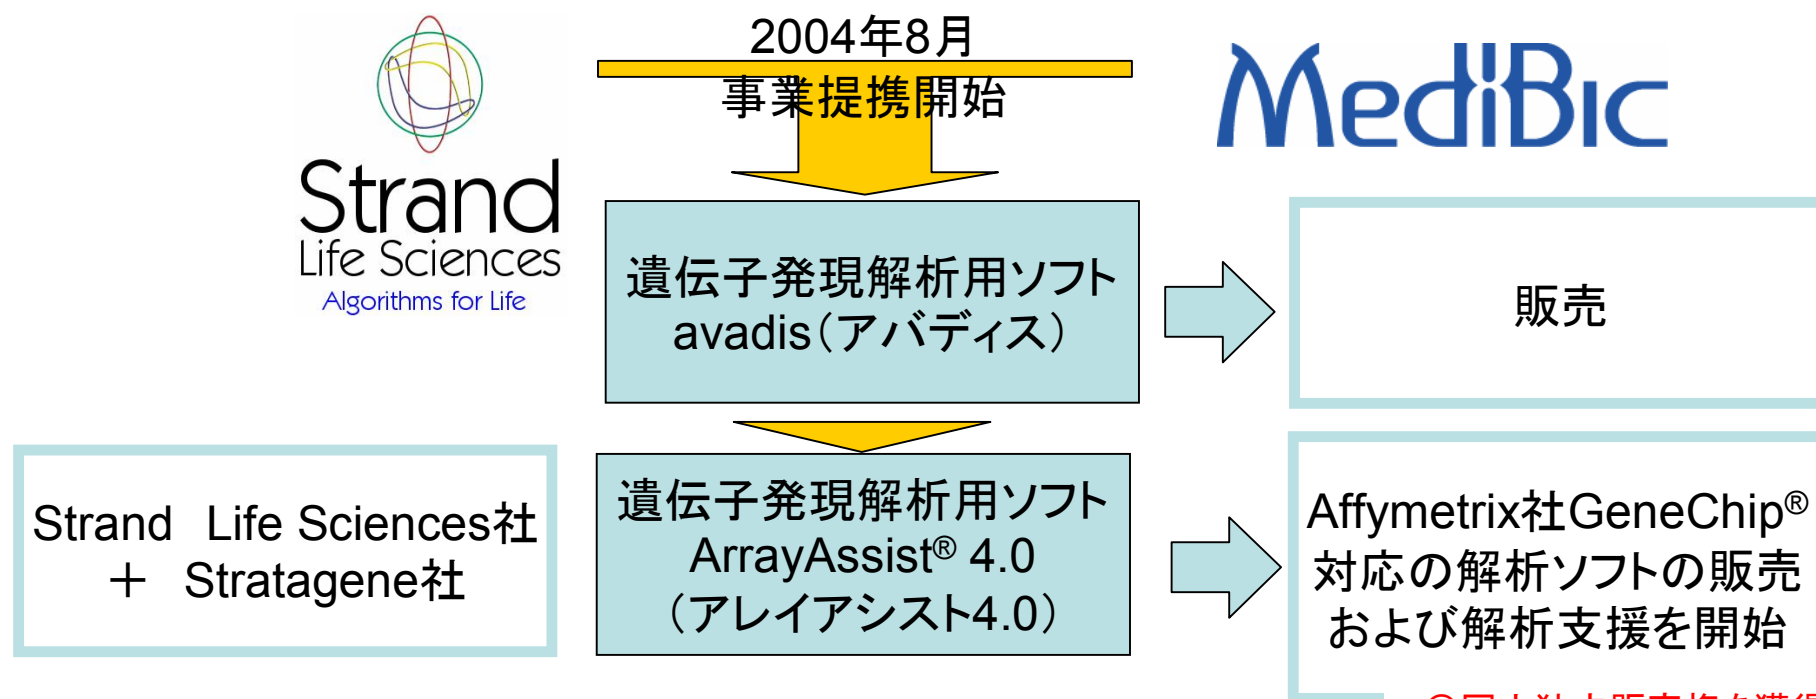 2004年8月
事業提携開始
Strand
Life Sciences
Algorithms for Life
MediBic
遺伝子発現解析用ソフト
avadis（アバディス）
販売
Strand　Life Sciences社
＋　Stratagene社
遺伝子発現解析用ソフト
ArrayAssist® 4.0
（アレイアシスト4.0）
Affymetrix社GeneChip®
対応の解析ソフトの販売
および解析支援を開始